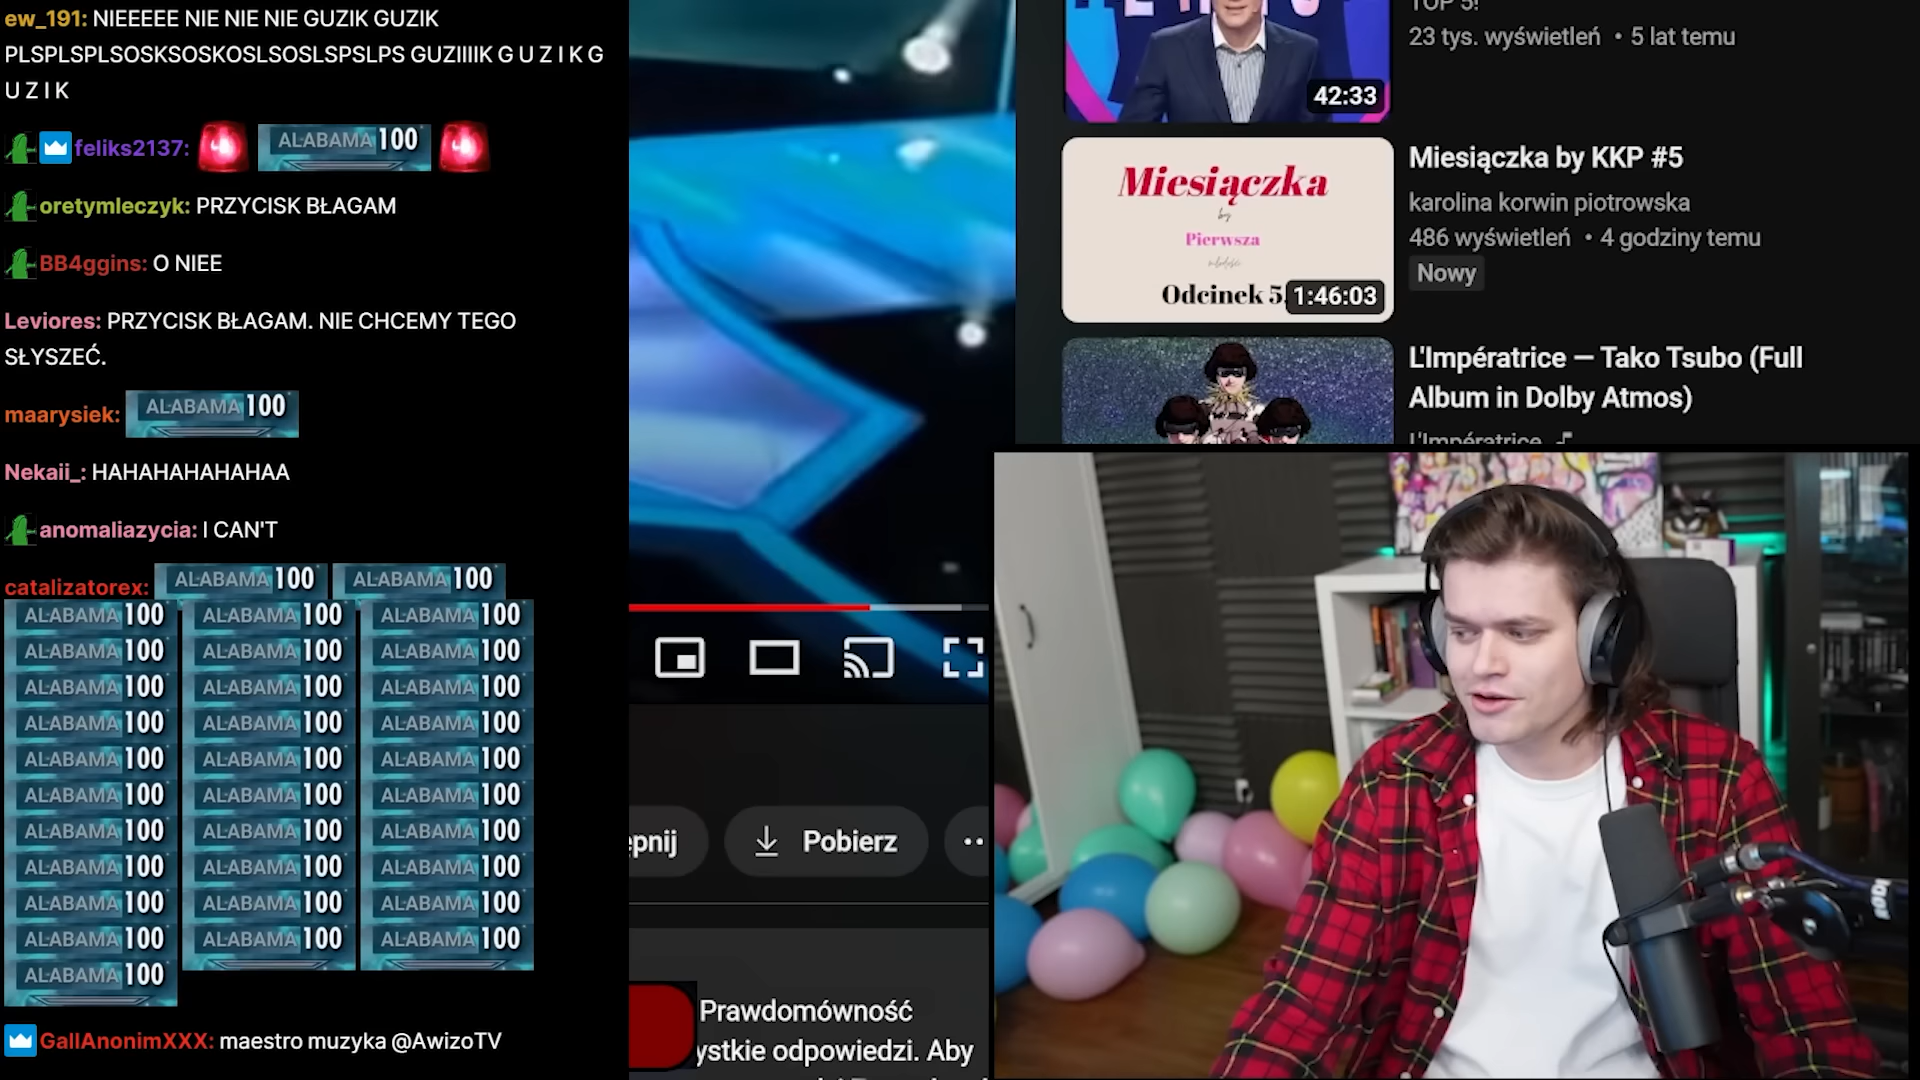 ew_191: NIEEEEE NIE NIE NIE GUZIK GUZIK
PLSPLSPLSOSKSOSKOSLSOSLSPSLPS GUZIIIIK G U Z I K G
U Z I K
feliks2137: ALABAMA 100
oretymleczyk: PRZYCISK BŁAGAM
BB4ggins: O NIEE
Leviores: PRZYCISK BŁAGAM. NIE CHCEMY TEGO
SŁYSZEĆ.
maarysiek: ALABAMA 100
Nekaii_: HAHAHAHAHAHAA
anomaliazycia: I CAN'T
catalizatorex: ALABAMA 100 ALABAMA 100
ALABAMA 100 ALABAMA 100 ALABAMA 100
ALABAMA 100 ALABAMA 100 ALABAMA 100
ALABAMA 100 ALABAMA 100 ALABAMA 100
ALABAMA 100 ALABAMA 100 ALABAMA 100
ALABAMA 100 ALABAMA 100 ALABAMA 100
ALABAMA 100 ALABAMA 100 ALABAMA 100
ALABAMA 100 ALABAMA 100 ALABAMA 100
ALABAMA 100 ALABAMA 100 ALABAMA 100
ALABAMA 100 ALABAMA 100 ALABAMA 100
ALABAMA 100 ALABAMA 100 ALABAMA 100
ALABAMA 100
GallAnonimXXX: maestro muzyka @AwizoTV
Pobierz
Prawdomówność
odpowiedzi. Aby
TOP 5!
23 tys. wyświetleń • 5 lat temu
42:33
Miesiączka
by
Pierwsza
młodość
Odcinek 5
1:46:03
Miesiączka by KKP #5
karolina korwin piotrowska
486 wyświetleń • 4 godziny temu
Nowy
L'Impératrice — Tako Tsubo (Full
Album in Dolby Atmos)
L'Impératrice